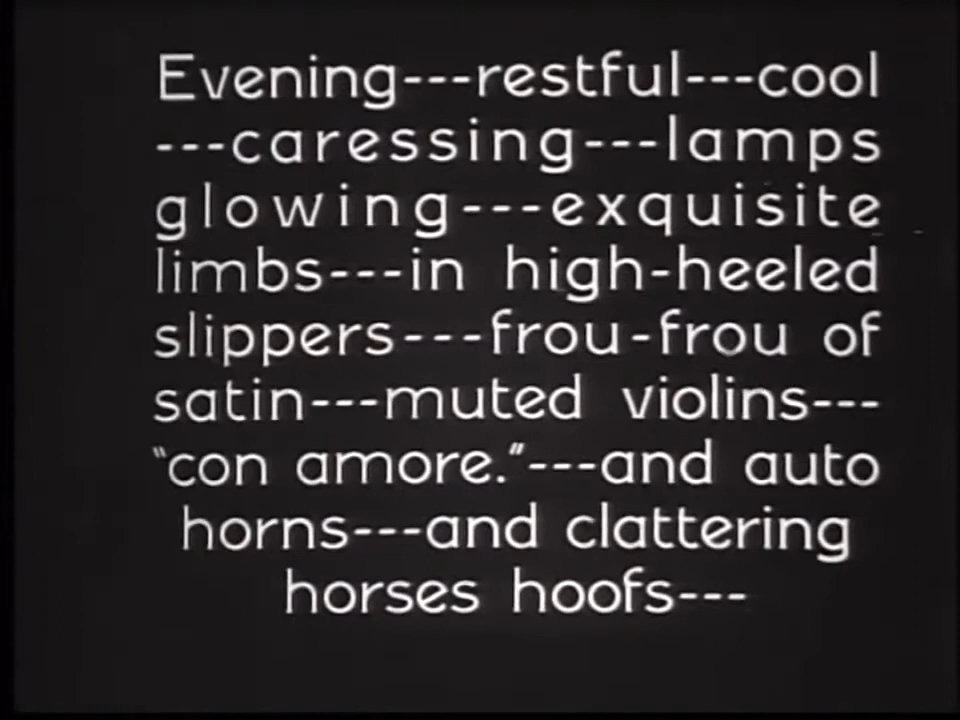 Evening---restful---cool
---caressing---lamps
glowing---exquisite
limbs---in high-heeled
slippers---frou-frou of
satin---muted violins---
"con amore."---and auto
horns---and clattering
horses hoofs---